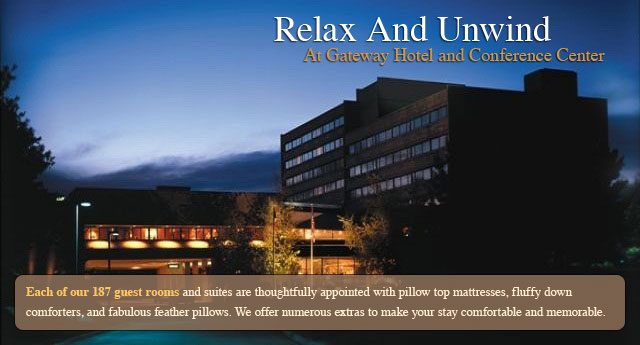 Relax And Unwind
At Gateway Hotel and Conference Center
Each of our 187 guest rooms and suites are thoughtfully appointed with pillow top mattresses, fluffy down
comforters, and fabulous feather pillows. We offer numerous extras to make your stay comfortable and memorable.